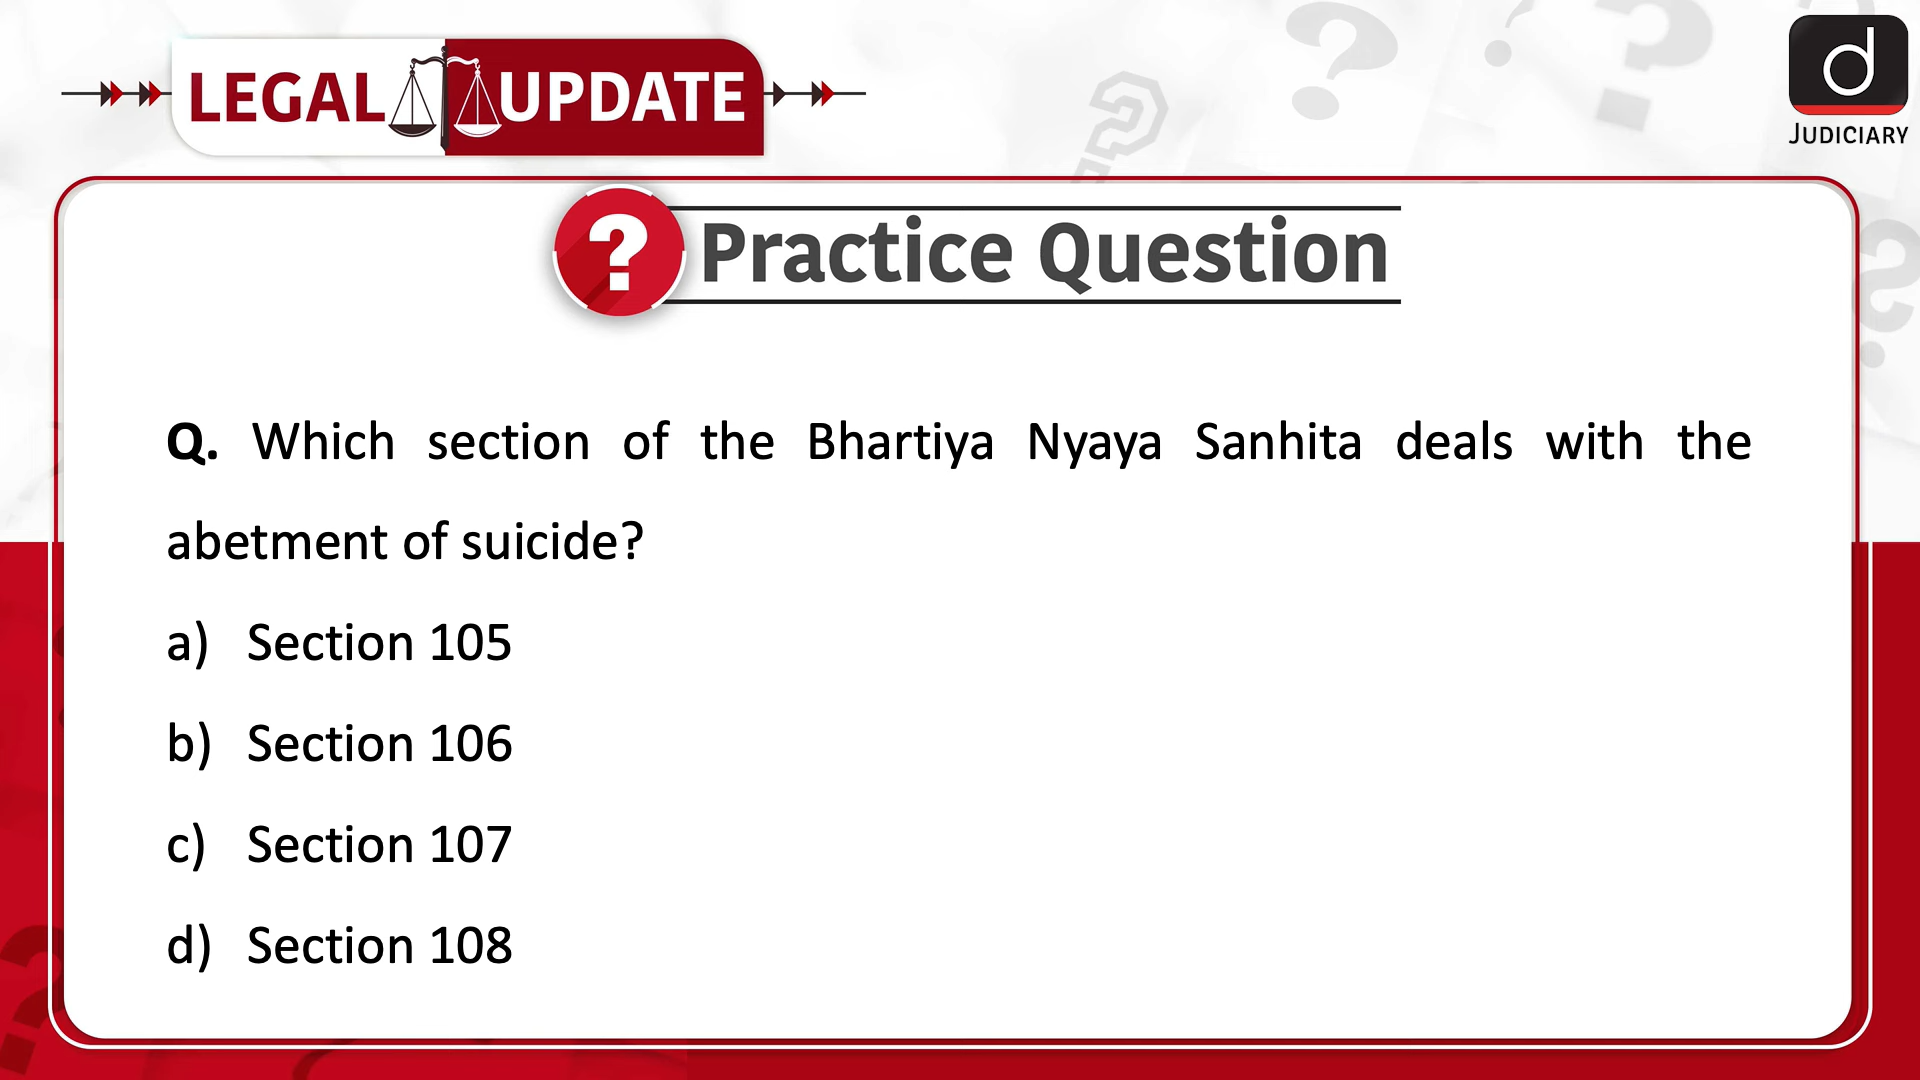 LEGAL UPDATE
JUDICIARY
Practice Question
Q. Which section of the Bhartiya Nyaya Sanhita deals with the
abetment of suicide?
a) Section 105
b) Section 106
c) Section 107
d) Section 108